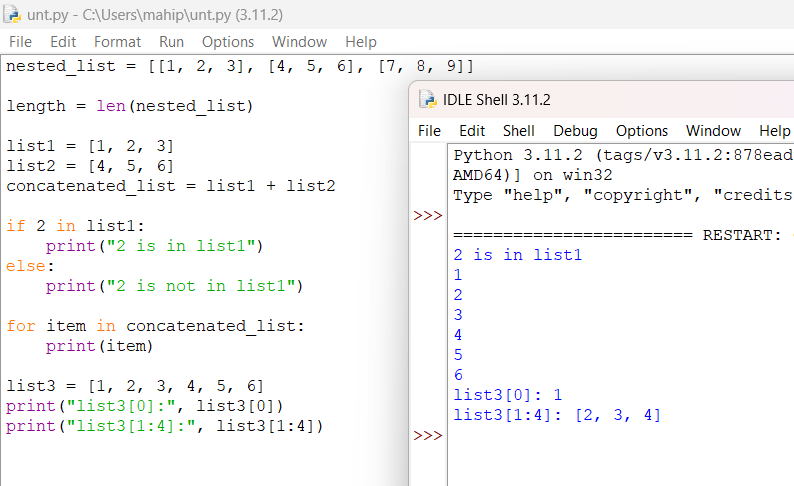 unt.py - C:\Users\mahip\unt.py (3.11.2)
File Edit Format Run Options Window Help
nested_list = [[1, 2, 3], [4, 5, 6], [7, 8, 9]]
length = len(nested_list)
list1 = [1, 2, 3]
list2 = [4, 5, 6]
concatenated_list = list1 + list2
if 2 in list1:
    print("2 is in list1")
else:
    print("2 is not in list1")
for item in concatenated_list:
    print(item)
list3 = [1, 2, 3, 4, 5, 6]
print("list3[0]:", list3[0])
print("list3[1:4]:", list3[1:4])
IDLE Shell 3.11.2
File Edit Shell Debug Options Window Help
Python 3.11.2 (tags/v3.11.2:878ead
AMD64)] on win32
Type "help", "copyright", "credits
>>>
======================== RESTART:
2 is in list1
1
2
3
4
5
6
list3[0]: 1
list3[1:4]: [2, 3, 4]
>>>